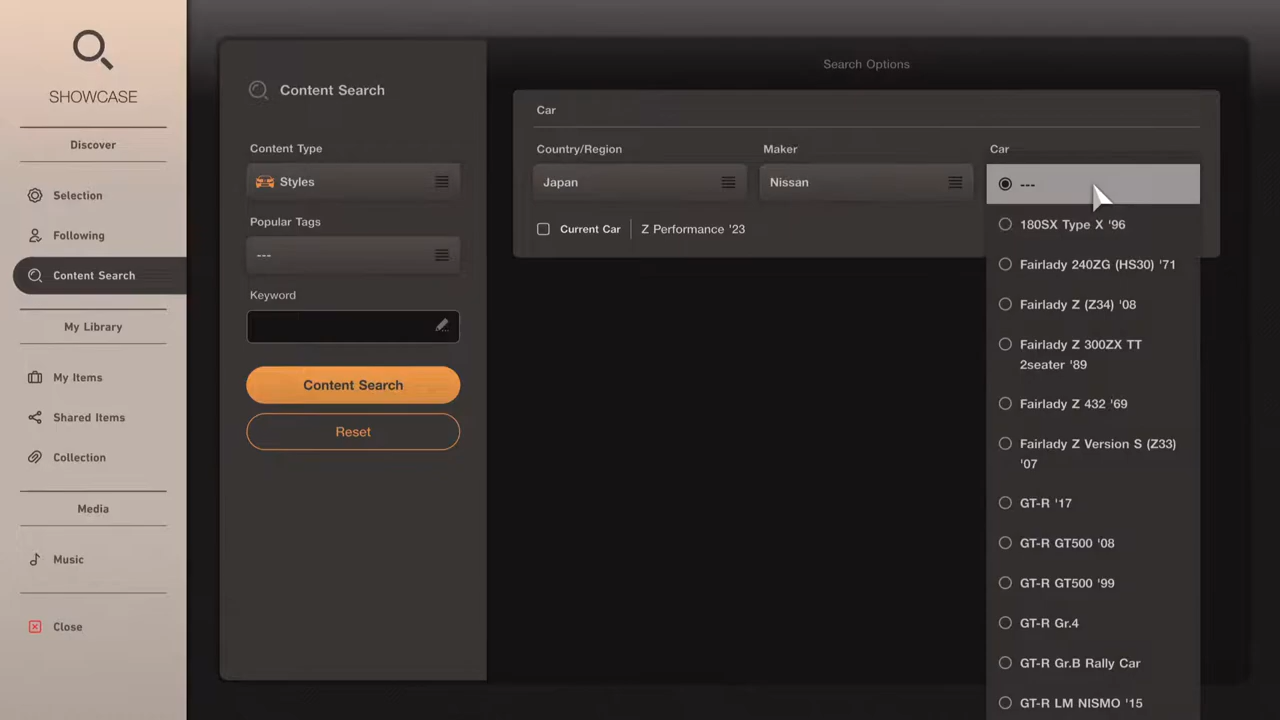 SHOWCASE
Discover
Selection
Following
Content Search
My Library
My Items
Shared Items
Collection
Media
Music
Close
Content Search
Content Type
Styles
Popular Tags
---
Keyword
Content Search
Reset
Search Options
Car
Country/Region
Japan
Maker
Nissan
Current Car
Z Performance '23
Car
---
180SX Type X '96
Fairlady 240ZG (HS30) '71
Fairlady Z (Z34) '08
Fairlady Z 300ZX TT
2seater '89
Fairlady Z 432 '69
Fairlady Z Version S (Z33)
'07
GT-R '17
GT-R GT500 '08
GT-R GT500 '99
GT-R Gr.4
GT-R Gr.B Rally Car
GT-R LM NISMO '15